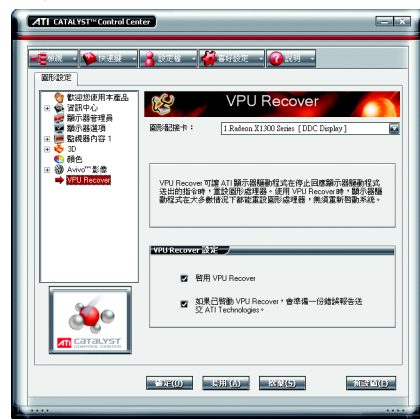 ATI CATALYST™ Control Center
檢視
快速鍵
設定檔
喜好設定
說明
圖形設定
歡迎您使用本產品
資訊中心
顯示器管理員
顯示器選項
監視器內容 1
3D
顏色
Avivo™ 影像
VPU Recover
VPU Recover
圖形配接卡:
1.Radeon X1300 Series [ DDC Display ]
VPU Recover 可讓 ATI 顯示器驅動程式在停止回應顯示器驅動程式
送出的指令時,重設圖形處理器。使用 VPU Recover 時,顯示器驅
動程式在大多數情況下都能重設圖形處理器,無須重新啟動系統。
VPU Recover 設定
啓用 VPU Recover
如果已啓動 VPU Recover,會準備一份錯誤報告送
交 ATI Technologies。
ATI CATALYST
CONTROL CENTER
確定(O)
套用(A)
放棄(S)
預設值(E)